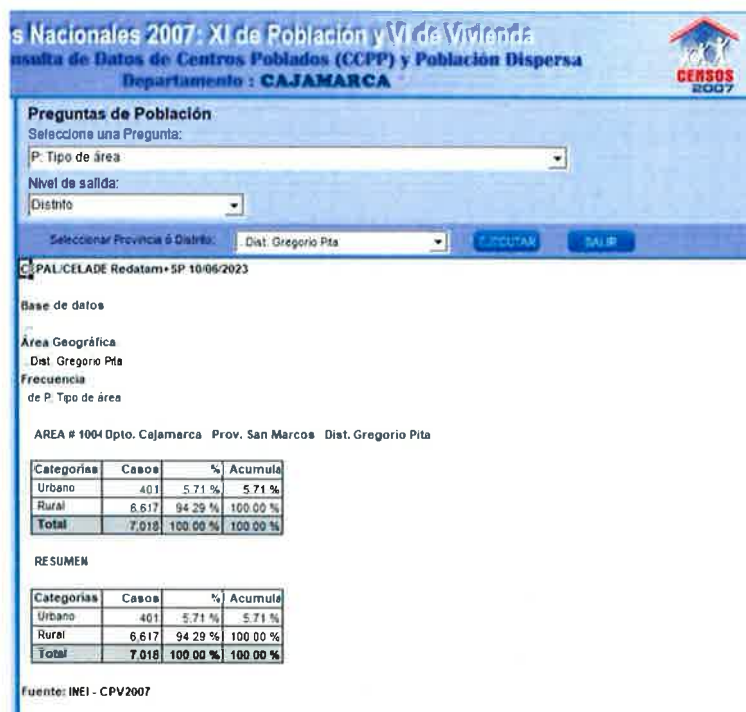 s Nacionales 2007: XI de Población y VI de Vivienda
nsulta de Datos de Centros Poblados (CCPP) y Población Dispersa
Departamento : CAJAMARCA
CENSOS
2007
Preguntas de Población
Seleccione una Pregunta:
P: Tipo de área
Nivel de salida:
Distrito
Seleccionar Provincia ó Distrito: . Dist. Gregorio Pita EJECUTAR SALIR
CEPAL/CELADE Redatam+SP 10/06/2023
Base de datos
...
Área Geográfica
. Dist. Gregorio Pita
Frecuencia
de P: Tipo de área
AREA # 1004 Dpto. Cajamarca Prov. San Marcos Dist. Gregorio Pita
Categorías Casos % Acumula
Urbano 401 5.71 % 5.71 %
Rural 6,617 94.29 % 100.00 %
Total 7,018 100.00 % 100.00 %
RESUMEN
Categorías Casos % Acumula
Urbano 401 5.71 % 5.71 %
Rural 6,617 94.29 % 100.00 %
Total 7,018 100.00 % 100.00 %
Fuente: INEI - CPV2007